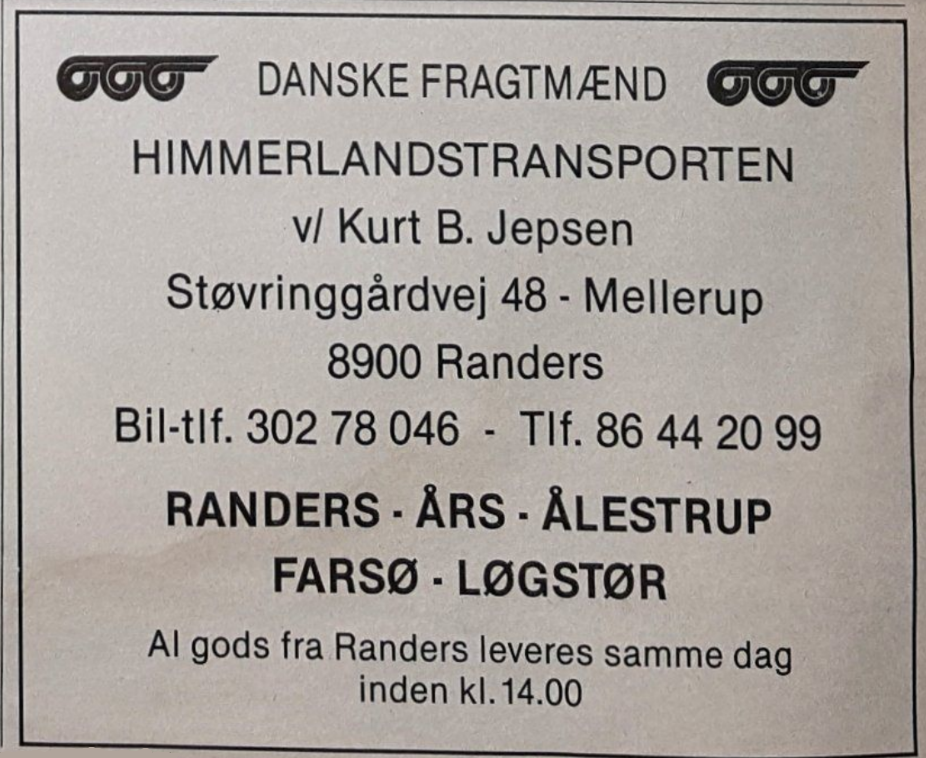 DANSKE FRAGTMÆND
HIMMERLANDSTRANSPORTEN
v/ Kurt B. Jepsen
Støvringgårdvej 48 - Mellerup
8900 Randers
Bil-tlf. 302 78 046 - Tlf. 86 44 20 99
RANDERS - ÅRS - ÅLESTRUP
FARSØ - LØGSTØR
Al gods fra Randers leveres samme dag
inden kl. 14.00